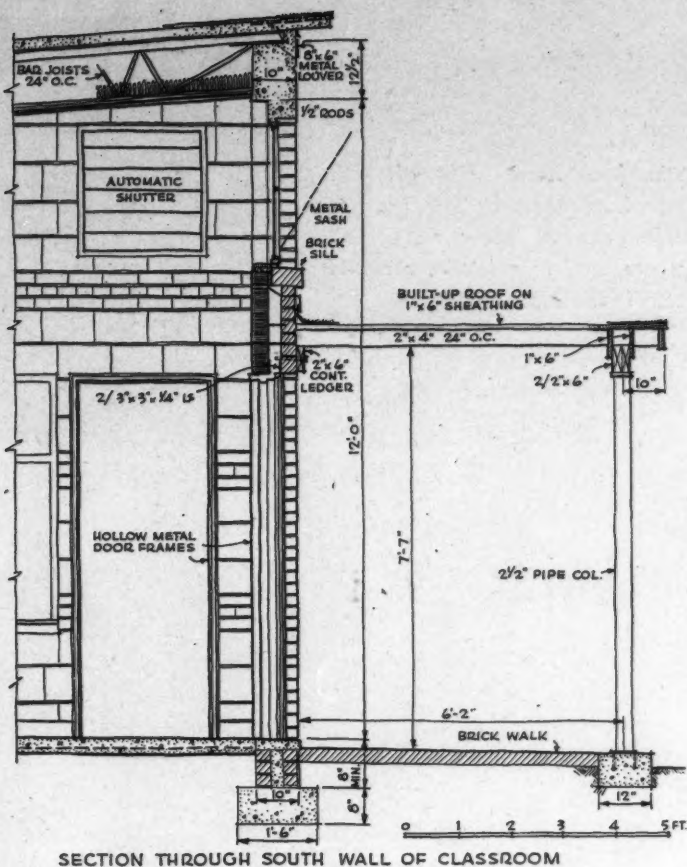 BAR JOISTS
24" O.C.
10"
8"x6"
METAL
LOUVER
12½"
½" RODS
AUTOMATIC
SHUTTER
METAL
SASH
BRICK
SILL
BUILT-UP ROOF ON
1"x6" SHEATHING
2"x4" 24" O.C.
1"x6"
2/2"x6"
10"
2"x6"
CONT.
LEDGER
2/3"x3"x¼" LS
12'-0"
7'-7"
HOLLOW METAL
DOOR FRAMES
2½" PIPE COL.
6'-2"
BRICK WALK
8"
MIN.
10"
8"
1'-6"
12"
0 1 2 3 4 5 FT.
SECTION THROUGH SOUTH WALL OF CLASSROOM